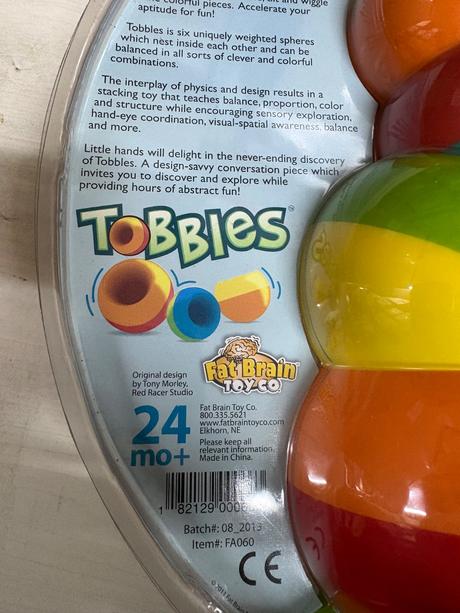 colorful pieces. Accelerate your
aptitude for fun!
Tobbles is six uniquely weighted spheres
which nest inside each other and can be
balanced in all sorts of clever and colorful
combinations.
The interplay of physics and design results in a
stacking toy that teaches balance, proportion, color
and structure while encouraging sensory exploration,
hand-eye coordination, visual-spatial awareness, balance
and more.
Little hands will delight in the never-ending discovery
of Tobbles. A design-savvy conversation piece which
invites you to discover and explore while
providing hours of abstract fun!
TOBBLES™
Fat Brain
TOY CO
Original design
by Tony Morley,
Red Racer Studio
24
mo+
Fat Brain Toy Co.
800.335.5621
www.fatbraintoyco.com
Elkhorn, NE
Please keep all
relevant information.
Made in China.
1 82129 000
Batch#: 08_2013
Item#: FA060
CE